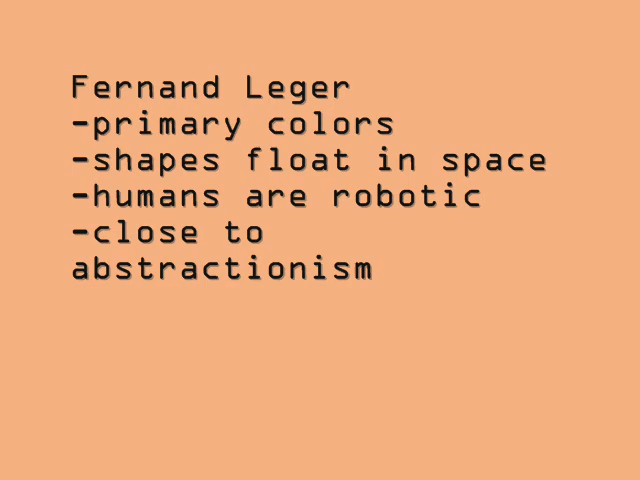 Fernand Leger
-primary colors
-shapes float in space
-humans are robotic
-close to
abstractionism